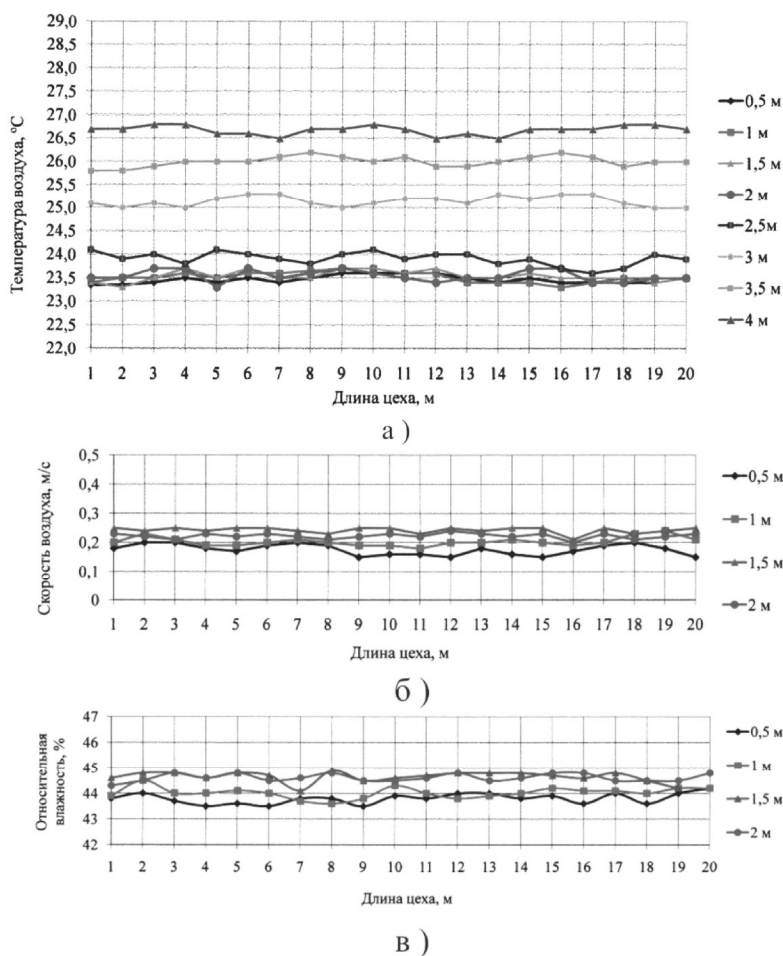 29,0
28,5
28,0
27,5
27,0
26,5
26,0
25,5
25,0
24,5
24,0
23,5
23,0
22,5
22,0
Температура воздуха, °С
1 2 3 4 5 6 7 8 9 10 11 12 13 14 15 16 17 18 19 20
Длина цеха, м
0,5 м
1 м
1,5 м
2 м
2,5м
3 м
3,5 м
4 м
а )
0,5
0,4
0,3
0,2
0,1
0
Скорость воздуха, м/с
1 2 3 4 5 6 7 8 9 10 11 12 13 14 15 16 17 18 19 20
Длина цеха, м
0,5 м
1 м
1,5 м
2 м
б )
47
46
45
44
43
42
Относительная
влажность, %
1 2 3 4 5 6 7 8 9 10 11 12 13 14 15 16 17 18 19 20
Длина цеха, м
0,5 м
1 м
1,5 м
2 м
в )